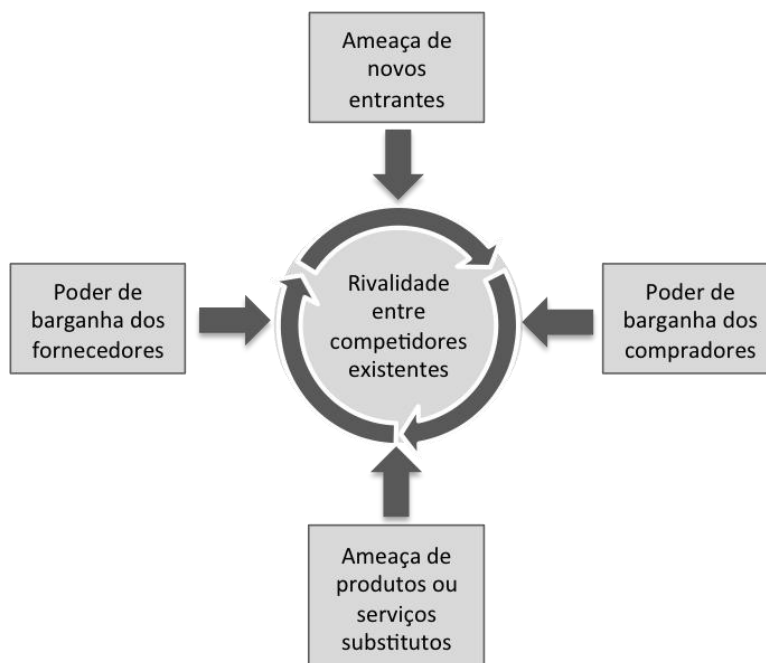 Ameaça de
novos
entrantes
Poder de
barganha dos
fornecedores
Rivalidade
entre
competidores
existentes
Poder de
barganha dos
compradores
Ameaça de
produtos ou
serviços
substitutos